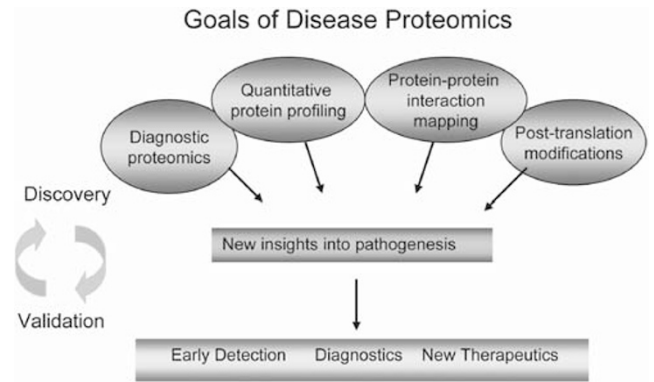 Goals of Disease Proteomics
Quantitative
protein profiling
Protein-protein
interaction
mapping
Diagnostic
proteomics
Post-translation
modifications
Discovery
New insights into pathogenesis
Validation
Early Detection Diagnostics New Therapeutics